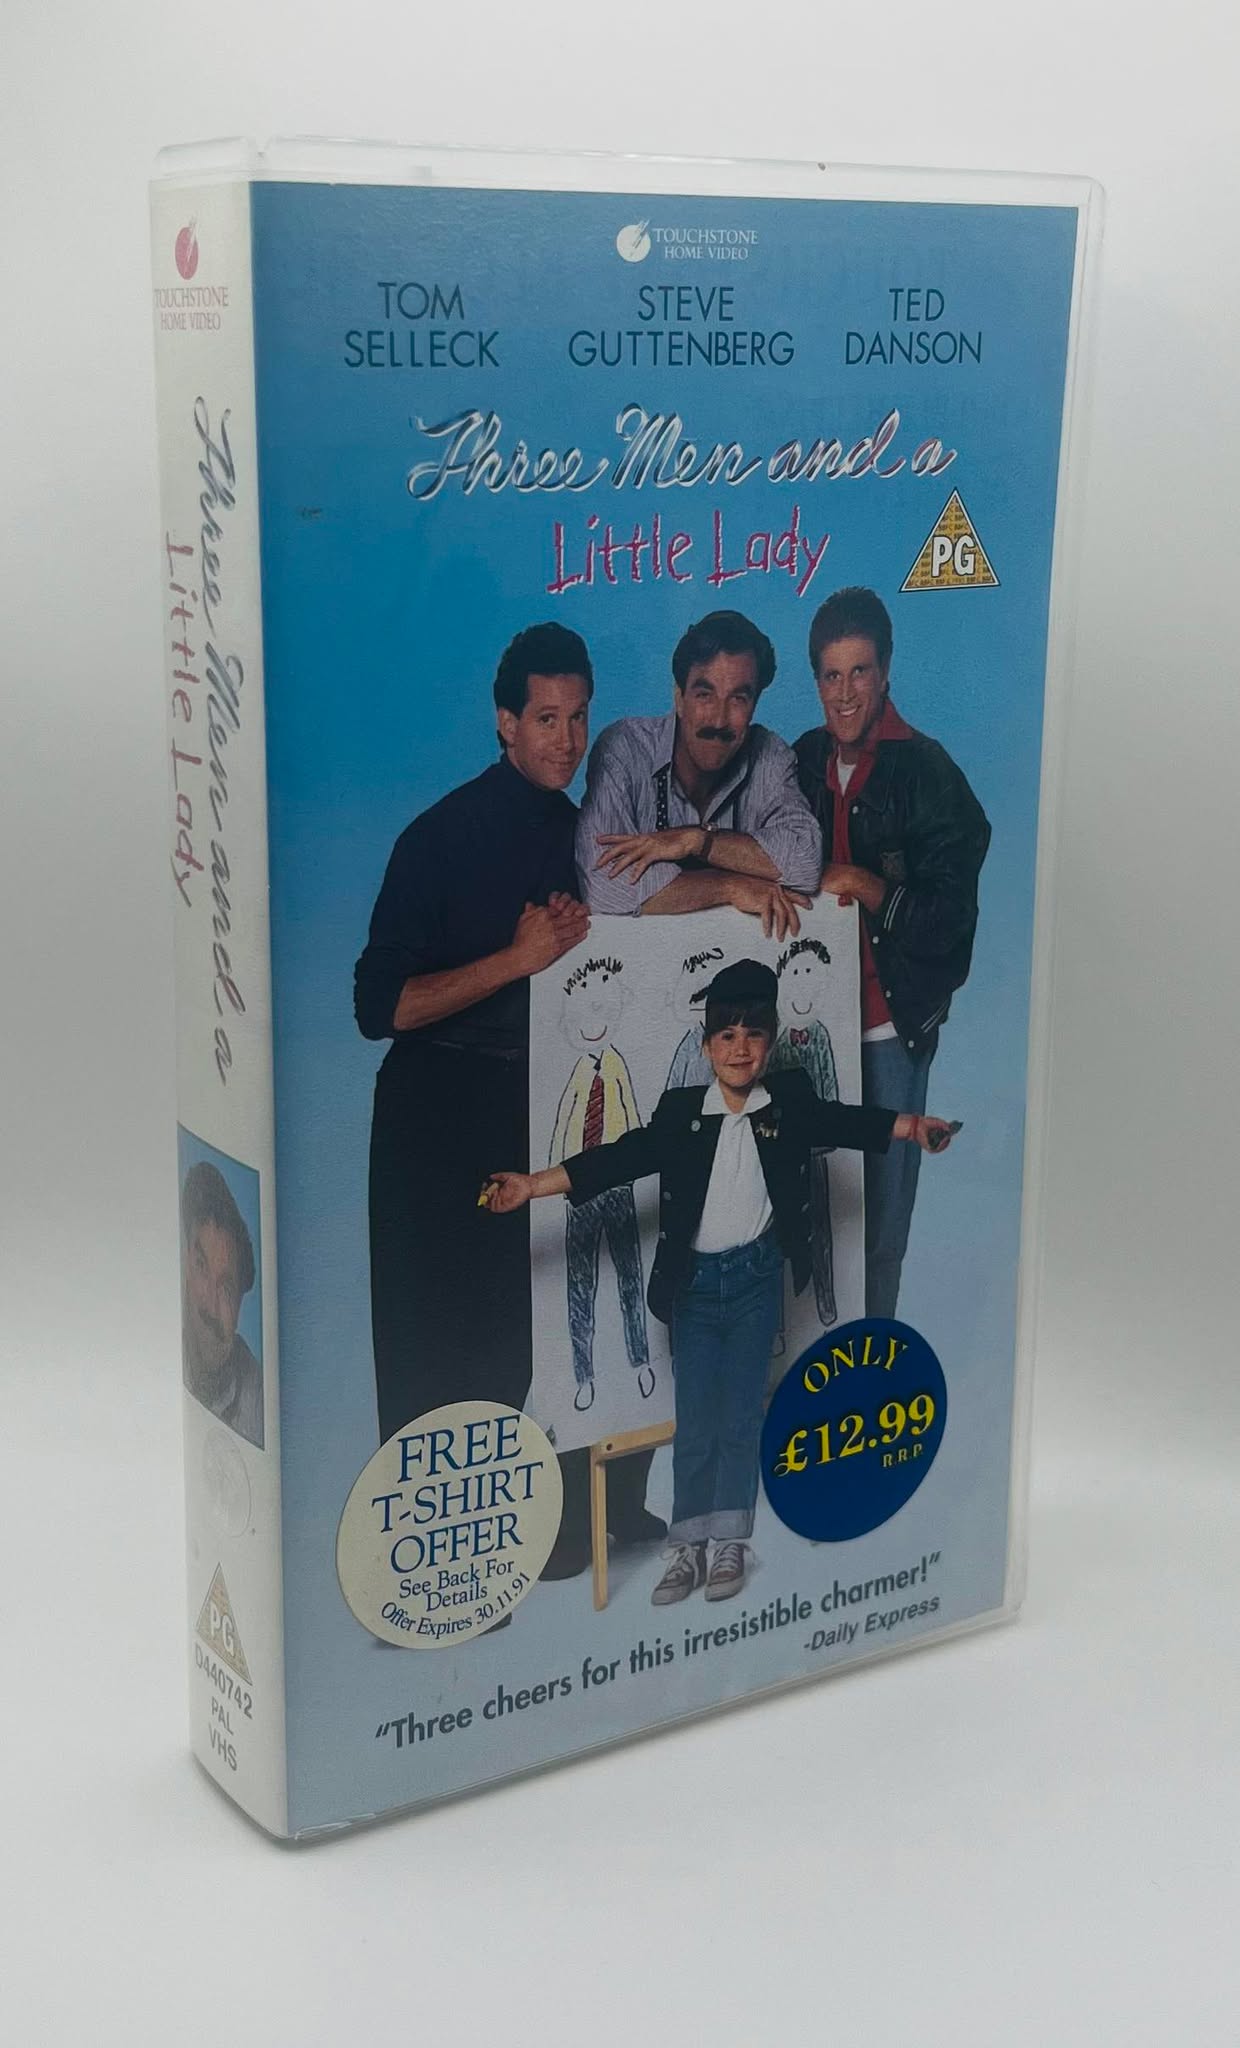 TOUCHSTONE
HOME VIDEO
Three Men and a
Little Lady
PG
D440742
PAL
VHS
TOUCHSTONE
HOME VIDEO
TOM
SELLECK
STEVE
GUTTENBERG
TED
DANSON
Three Men and a
Little Lady
PG
ONLY
£12.99
R.R.P.
FREE
T-SHIRT
OFFER
See Back For
Details
Offer Expires 30.11.91
"Three cheers for this irresistible charmer!"
-Daily Express